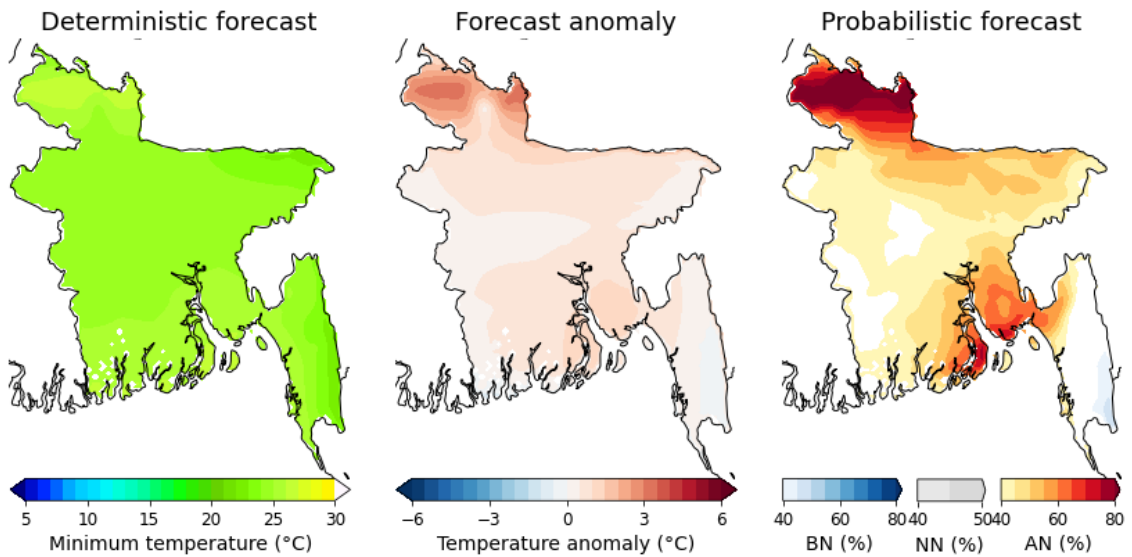 Deterministic forecast
Forecast anomaly
Probabilistic forecast
5 10 15 20 25 30
Minimum temperature (°C)
−6 −3 0 3 6
Temperature anomaly (°C)
40 60 80
BN (%)
40 50
NN (%)
40 60 80
AN (%)